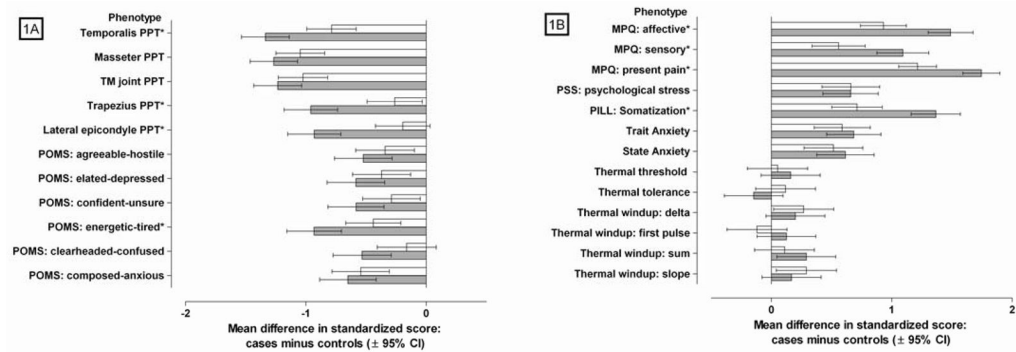 1A
Phenotype
Temporalis PPT*
Masseter PPT
TM joint PPT
Trapezius PPT*
Lateral epicondyle PPT*
POMS: agreeable-hostile
POMS: elated-depressed
POMS: confident-unsure
POMS: energetic-tired*
POMS: clearheaded-confused
POMS: composed-anxious
-2
-1
0
Mean difference in standardized score:
cases minus controls (± 95% CI)
1B
Phenotype
MPQ: affective*
MPQ: sensory*
MPQ: present pain*
PSS: psychological stress
PILL: Somatization*
Trait Anxiety
State Anxiety
Thermal threshold
Thermal tolerance
Thermal windup: delta
Thermal windup: first pulse
Thermal windup: sum
Thermal windup: slope
0
1
2
Mean difference in standardized score:
cases minus controls (± 95% CI)